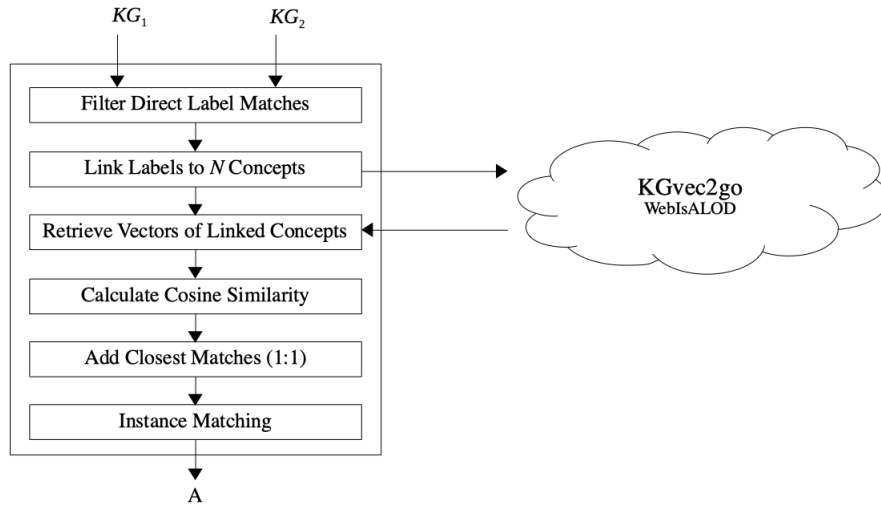 KG₁ KG₂
Filter Direct Label Matches
Link Labels to N Concepts
KGvec2go
WebIsALOD
Retrieve Vectors of Linked Concepts
Calculate Cosine Similarity
Add Closest Matches (1:1)
Instance Matching
A